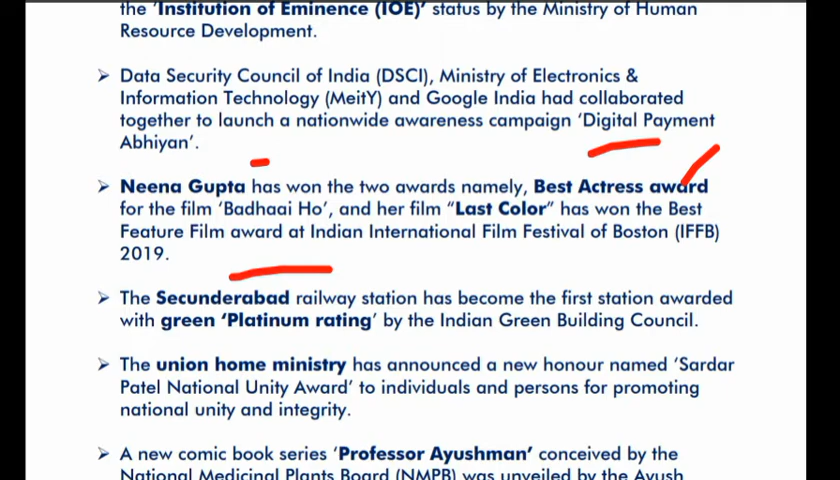 the 'Institution of Eminence (IOE)' status by the Ministry of Human
Resource Development.
➢ Data Security Council of India (DSCI), Ministry of Electronics &
Information Technology (MeitY) and Google India had collaborated
together to launch a nationwide awareness campaign 'Digital Payment
Abhiyan'.
➢ Neena Gupta has won the two awards namely, Best Actress award
for the film 'Badhaai Ho', and her film "Last Color" has won the Best
Feature Film award at Indian International Film Festival of Boston (IFFB)
2019.
➢ The Secunderabad railway station has become the first station awarded
with green 'Platinum rating' by the Indian Green Building Council.
➢ The union home ministry has announced a new honour named 'Sardar
Patel National Unity Award' to individuals and persons for promoting
national unity and integrity.
➢ A new comic book series 'Professor Ayushman' conceived by the
National Medicinal Plants Board (NMPB) was unveiled by the Ayush